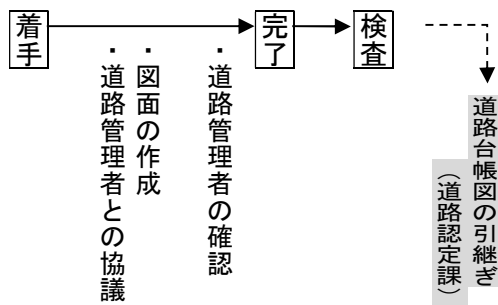 着手
完了
検査
・道路管理者との協議
・図面の作成
・道路管理者の確認
道路台帳図の引継ぎ
（道路認定課）